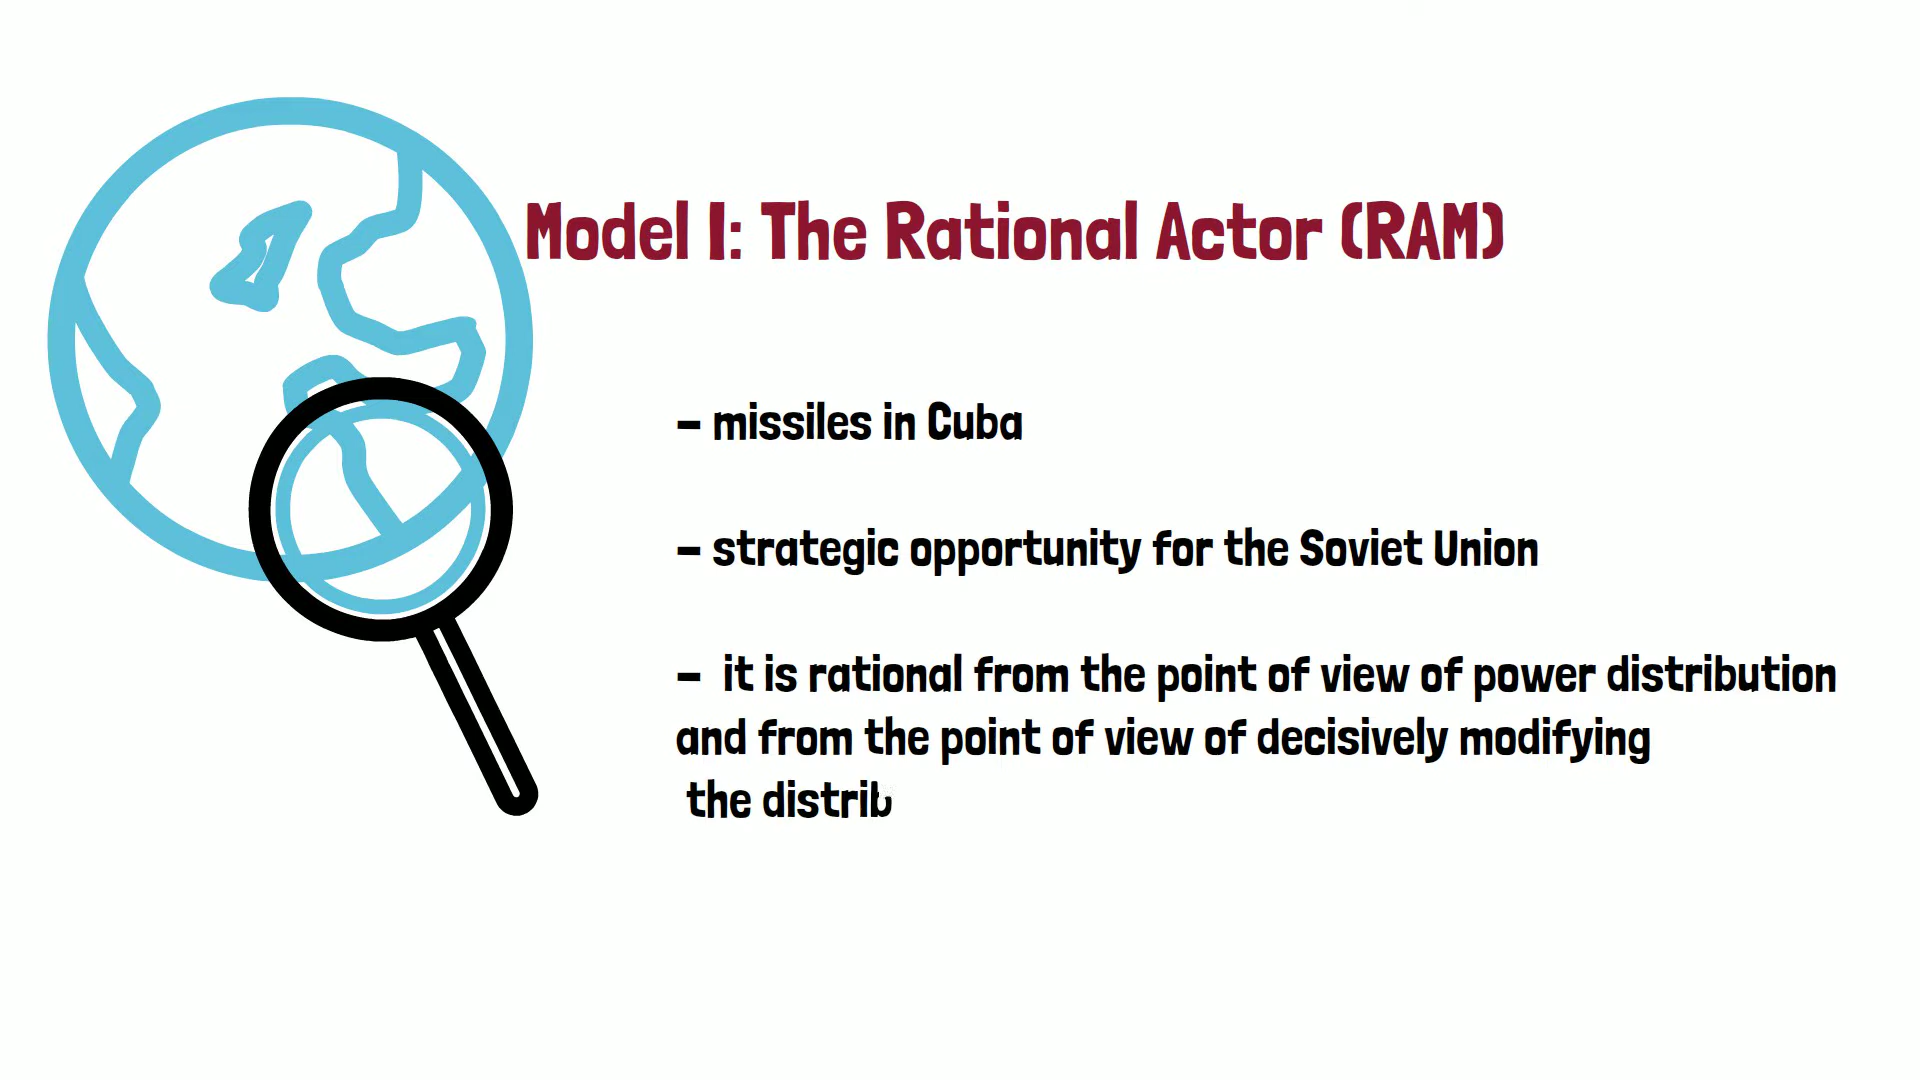 Model I: The Rational Actor (RAM)
- missiles in Cuba
- strategic opportunity for the Soviet Union
- it is rational from the point of view of power distribution
and from the point of view of decisively modifying
the distrib